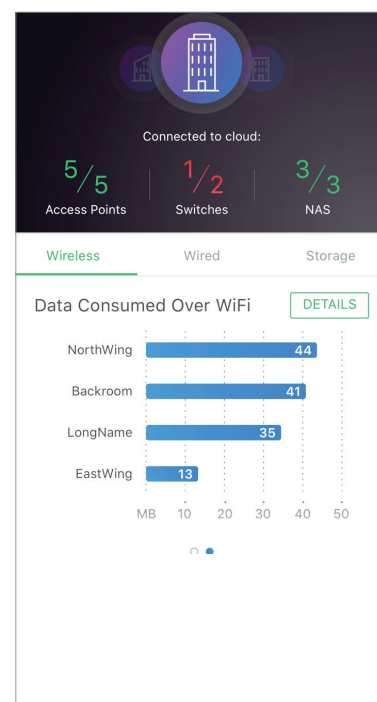 Connected to cloud:
5/5 1/2 3/3
Access Points Switches NAS
Wireless Wired Storage
Data Consumed Over WiFi DETAILS
NorthWing 44
Backroom 41
LongName 35
EastWing 13
MB 10 20 30 40 50